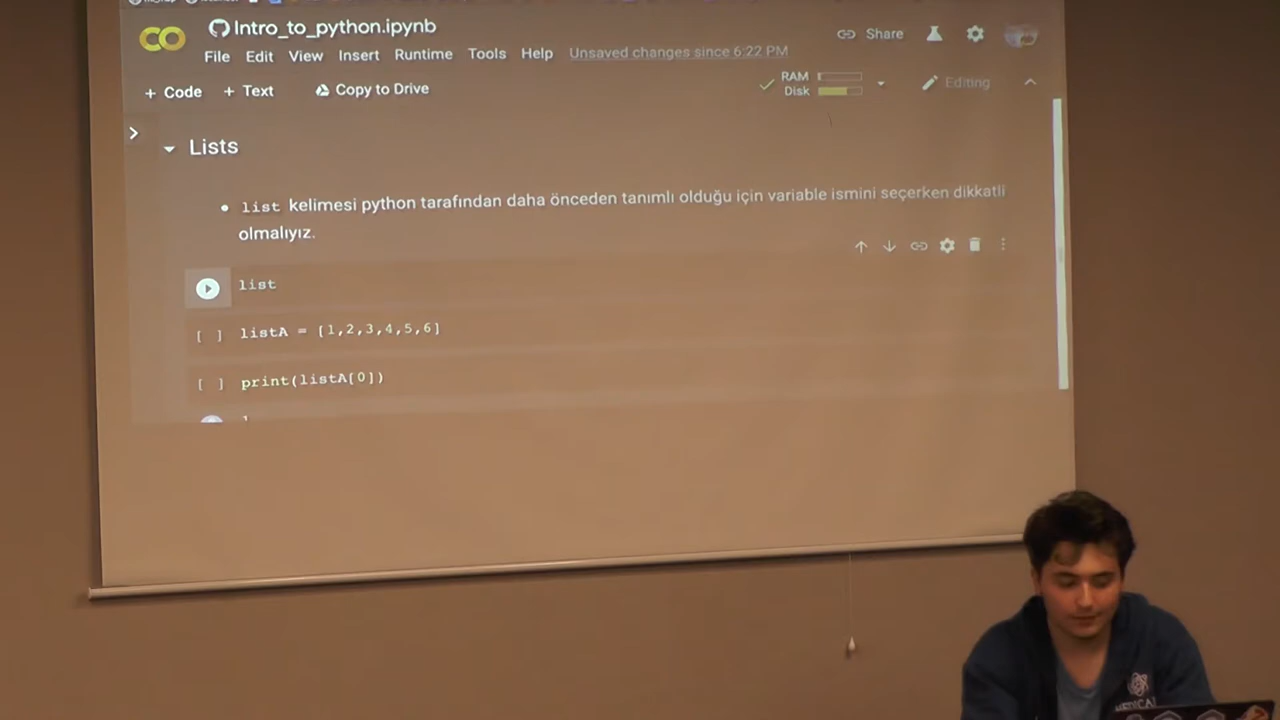 Intro_to_python.ipynb
Share
File Edit View Insert Runtime Tools Help Unsaved changes since 6:22 PM
+ Code + Text Copy to Drive
RAM
Disk
Editing
Lists
list kelimesi python tarafından daha önceden tanımlı olduğu için variable ismini seçerken dikkatli
olmalıyız.
list
[ ] listA = [1,2,3,4,5,6]
[ ] print(listA[0])
MEDICAL